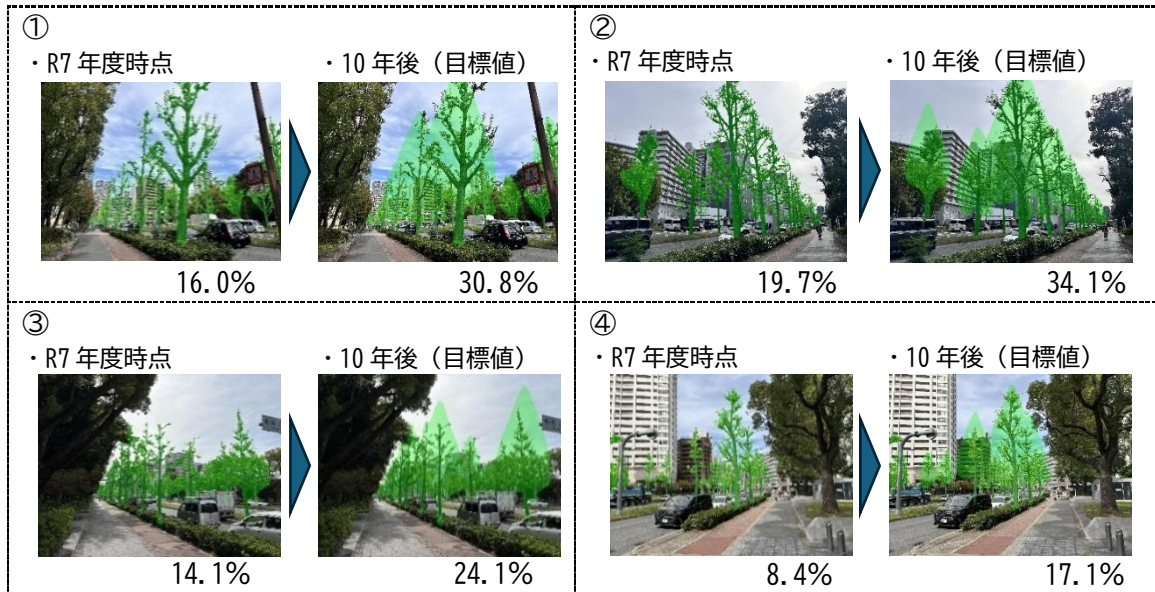 ①
・R7 年度時点
・10 年後（目標値）
16.0%
30.8%
②
・R7 年度時点
・10 年後（目標値）
19.7%
34.1%
③
・R7 年度時点
・10 年後（目標値）
14.1%
24.1%
④
・R7 年度時点
・10 年後（目標値）
8.4%
17.1%